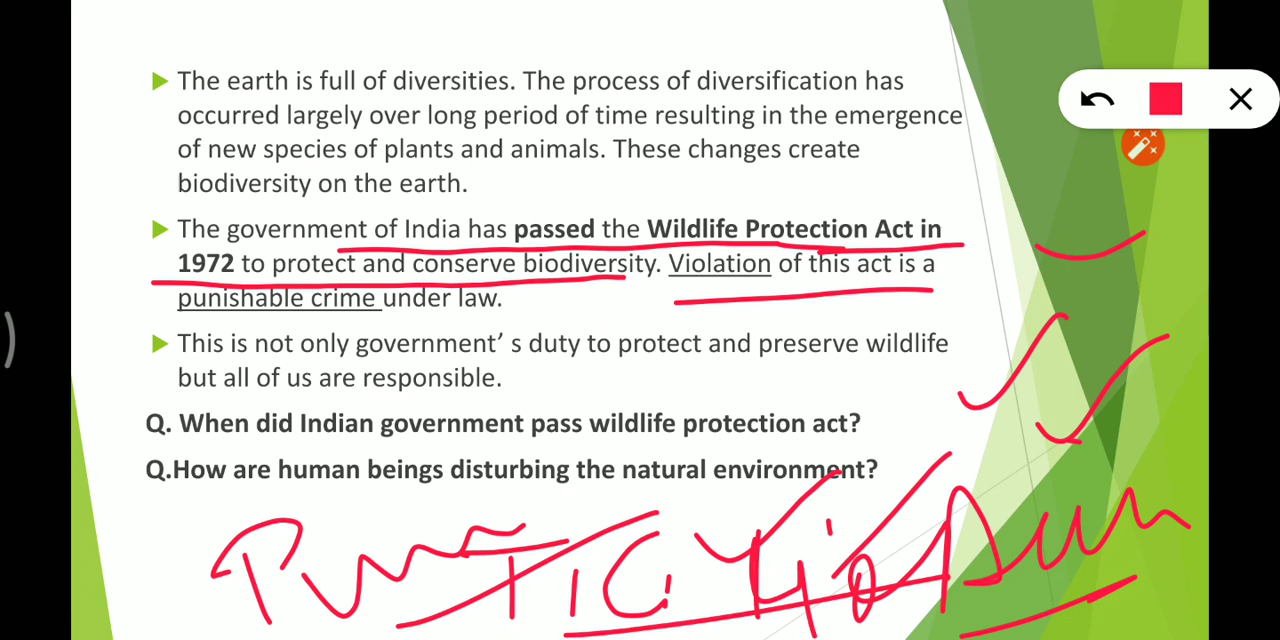 The earth is full of diversities. The process of diversification has
occurred largely over long period of time resulting in the emergence
of new species of plants and animals. These changes create
biodiversity on the earth.
The government of India has passed the Wildlife Protection Act in
1972 to protect and conserve biodiversity. Violation of this act is a
punishable crime under law.
This is not only government’ s duty to protect and preserve wildlife
but all of us are responsible.
Q. When did Indian government pass wildlife protection act?
Q.How are human beings disturbing the natural environment?